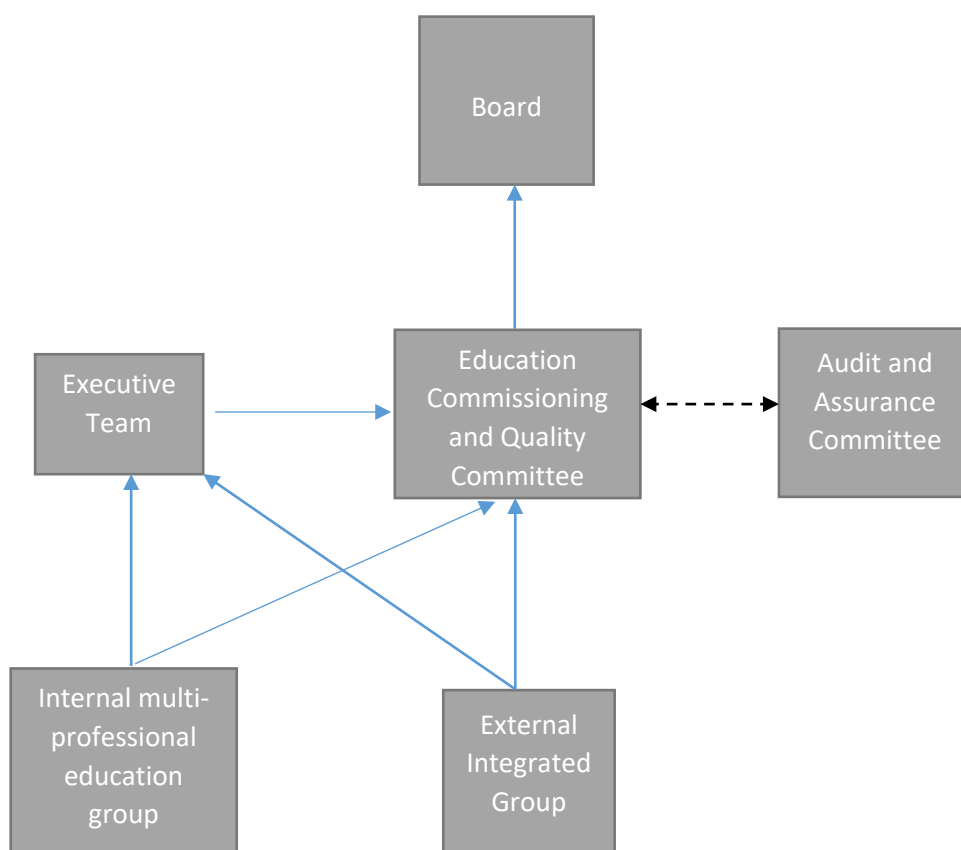 Board
Executive
Team
Education
Commissioning
and Quality
Committee
Audit and
Assurance
Committee
Internal multi-
professional
education
group
External
Integrated
Group